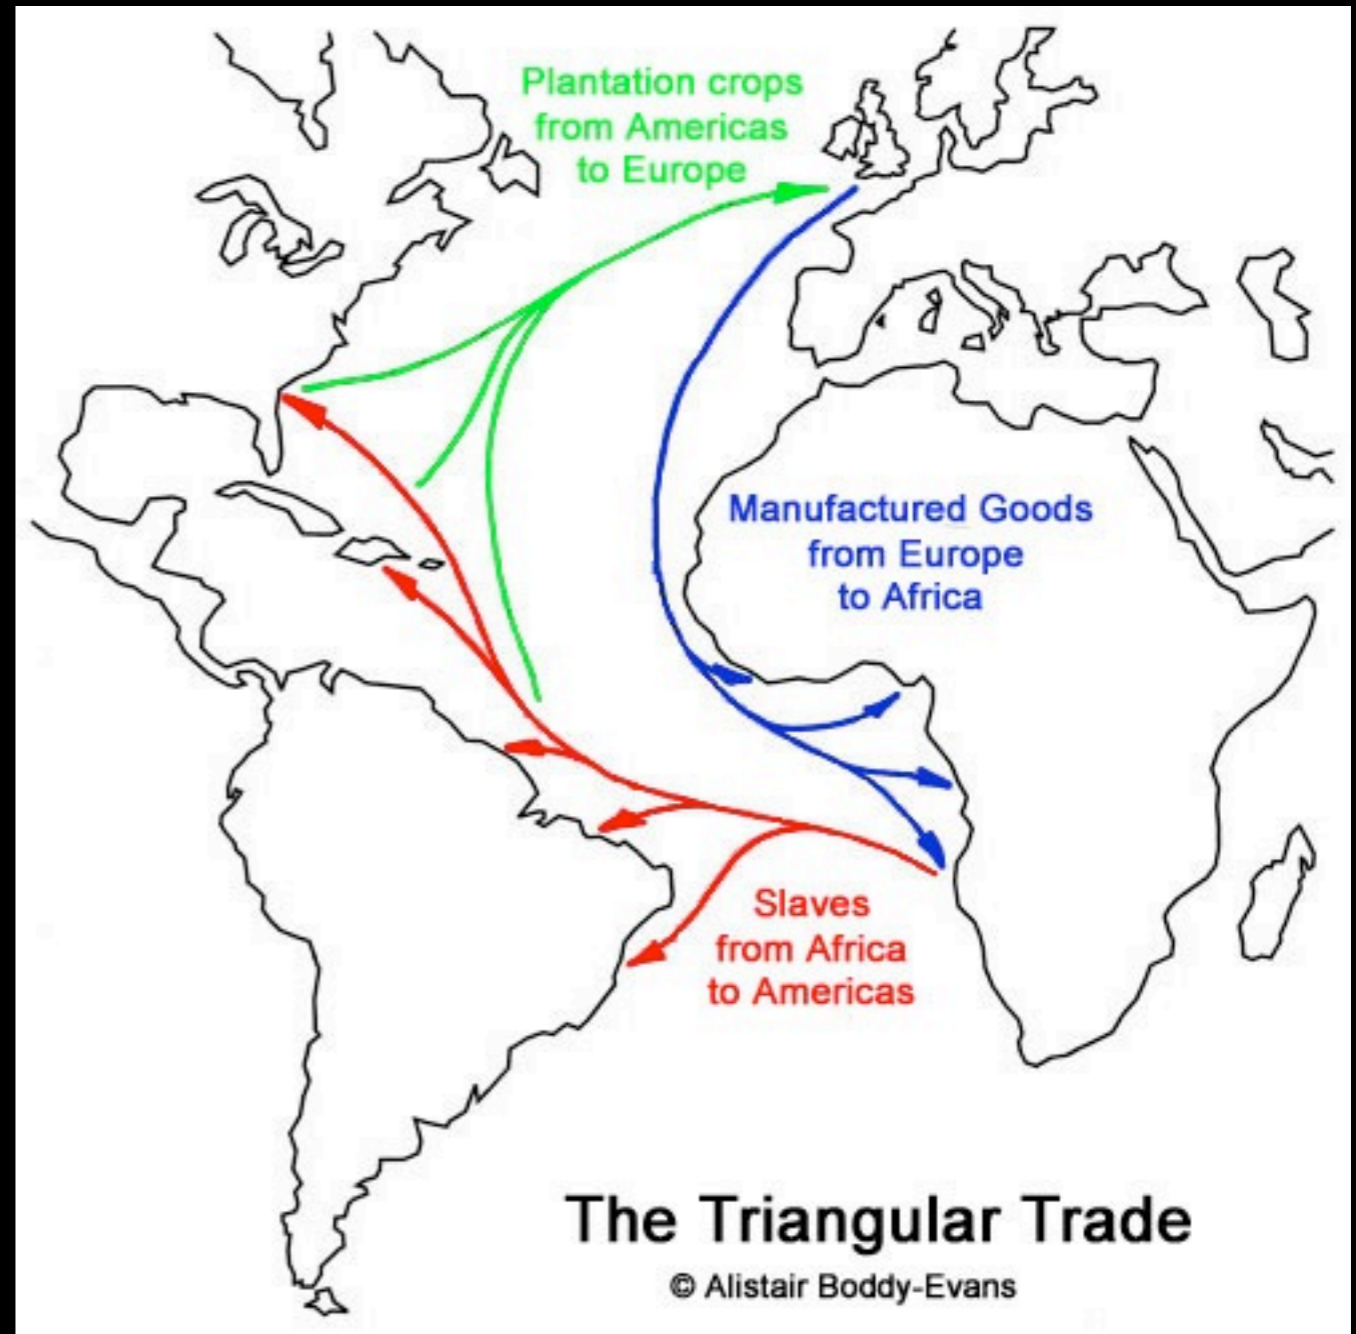 Plantation crops
from Americas
to Europe
Manufactured Goods
from Europe
to Africa
Slaves
from Africa
to Americas
The Triangular Trade
© Alistair Boddy-Evans